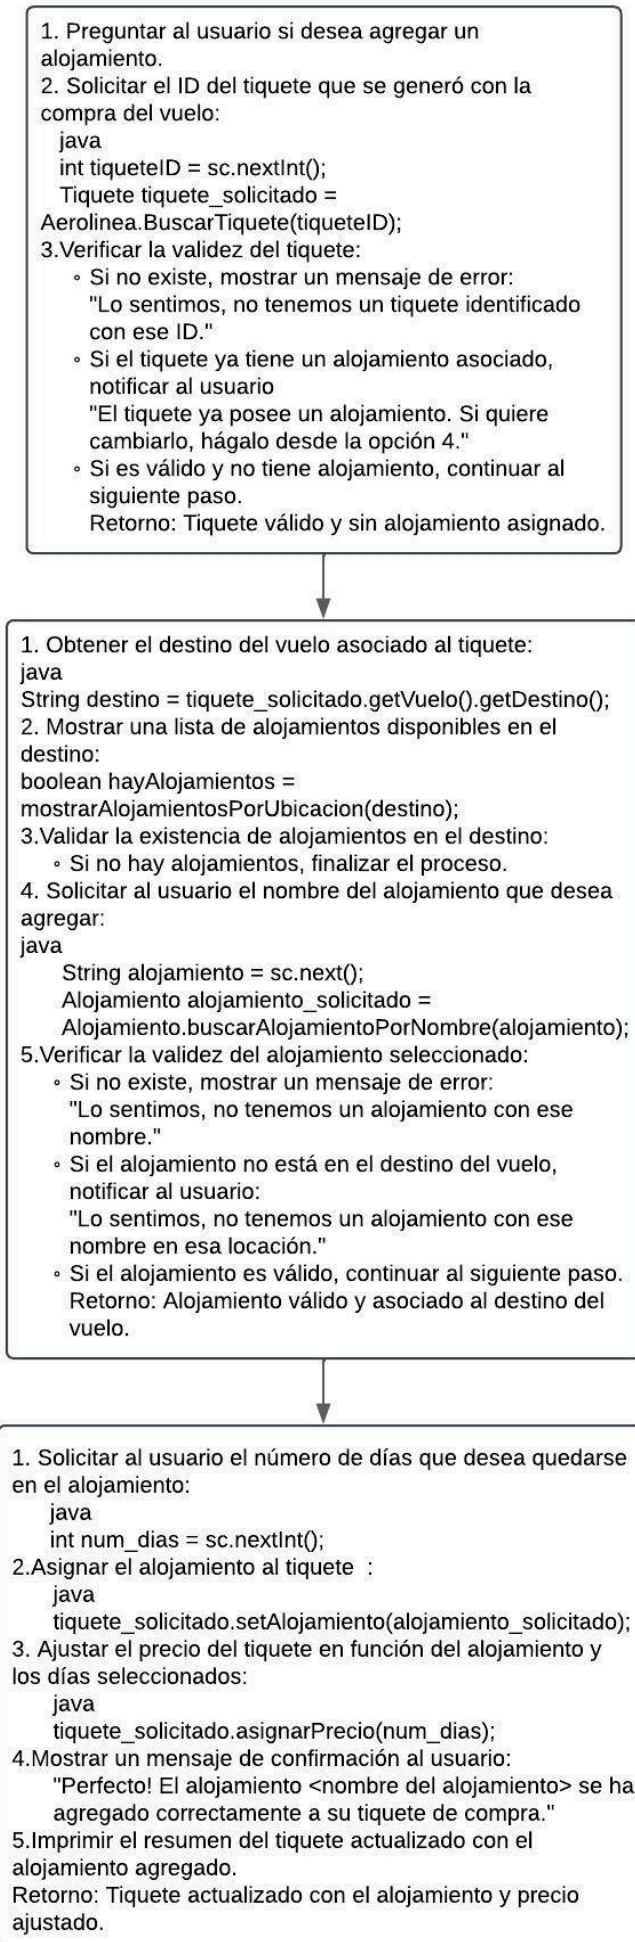 1. Preguntar al usuario si desea agregar un
alojamiento.
2. Solicitar el ID del tiquete que se generó con la
compra del vuelo:
java
int tiqueteID = sc.nextInt();
Tiquete tiquete_solicitado =
Aerolinea.BuscarTiquete(tiqueteID);
3.Verificar la validez del tiquete:
◦ Si no existe, mostrar un mensaje de error:
"Lo sentimos, no tenemos un tiquete identificado
con ese ID."
◦ Si el tiquete ya tiene un alojamiento asociado,
notificar al usuario
"El tiquete ya posee un alojamiento. Si quiere
cambiarlo, hágalo desde la opción 4."
◦ Si es válido y no tiene alojamiento, continuar al
siguiente paso.
Retorno: Tiquete válido y sin alojamiento asignado.
1. Obtener el destino del vuelo asociado al tiquete:
java
String destino = tiquete_solicitado.getVuelo().getDestino();
2. Mostrar una lista de alojamientos disponibles en el
destino:
boolean hayAlojamientos =
mostrarAlojamientosPorUbicacion(destino);
3.Validar la existencia de alojamientos en el destino:
◦ Si no hay alojamientos, finalizar el proceso.
4. Solicitar al usuario el nombre del alojamiento que desea
agregar:
java
String alojamiento = sc.next();
Alojamiento alojamiento_solicitado =
Alojamiento.buscarAlojamientoPorNombre(alojamiento);
5.Verificar la validez del alojamiento seleccionado:
◦ Si no existe, mostrar un mensaje de error:
"Lo sentimos, no tenemos un alojamiento con ese
nombre."
◦ Si el alojamiento no está en el destino del vuelo,
notificar al usuario:
"Lo sentimos, no tenemos un alojamiento con ese
nombre en esa locación."
◦ Si el alojamiento es válido, continuar al siguiente paso.
Retorno: Alojamiento válido y asociado al destino del
vuelo.
1. Solicitar al usuario el número de días que desea quedarse
en el alojamiento:
java
int num_dias = sc.nextInt();
2.Asignar el alojamiento al tiquete :
java
tiquete_solicitado.setAlojamiento(alojamiento_solicitado);
3. Ajustar el precio del tiquete en función del alojamiento y
los días seleccionados:
java
tiquete_solicitado.asignarPrecio(num_dias);
4.Mostrar un mensaje de confirmación al usuario:
"Perfecto! El alojamiento <nombre del alojamiento> se ha
agregado correctamente a su tiquete de compra."
5.Imprimir el resumen del tiquete actualizado con el
alojamiento agregado.
Retorno: Tiquete actualizado con el alojamiento y precio
ajustado.